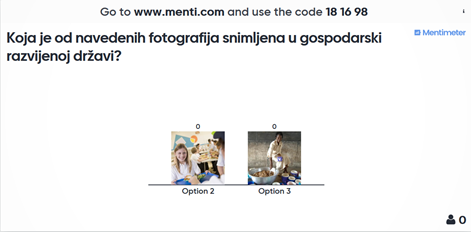 Go to www.menti.com and use the code 18 16 98
Mentimeter
Koja je od navedenih fotografija snimljena u gospodarski
razvijenoj državi?
0
0
Option 2
Option 3
0